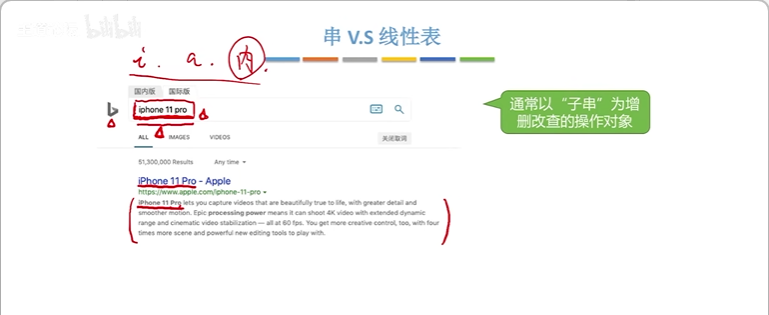 bilibili
串 V.S 线性表
i. a. 内.
国内版 国际版
iphone 11 pro
通常以“子串”为增
删改查的操作对象
ALL IMAGES VIDEOS 关闭取词
51,300,000 Results Any time
iPhone 11 Pro - Apple
https://www.apple.com/iphone-11-pro
iPhone 11 Pro lets you capture videos that are beautifully true to life, with greater detail and
smoother motion. Epic processing power means it can shoot 4K video with extended dynamic
range and cinematic video stabilization — all at 60 fps. You get more creative control, too, with four
times more scene and powerful new editing tools to play with.